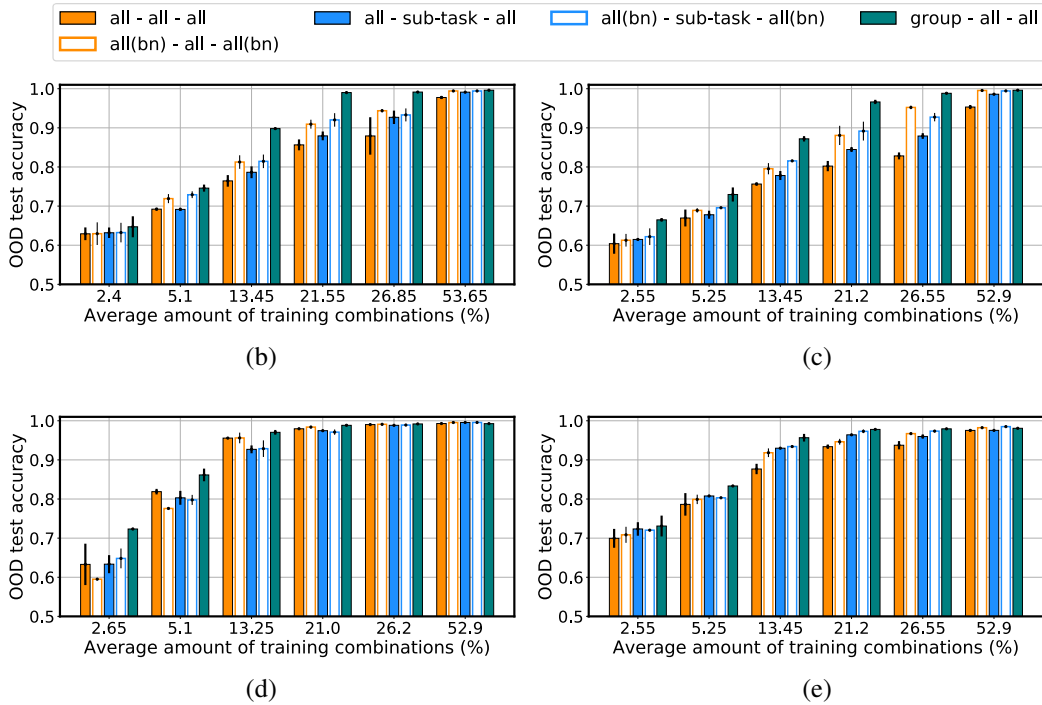 all - all - all all - sub-task - all all(bn) - sub-task - all(bn) group - all - all
all(bn) - all - all(bn)
OOD test accuracy
1.0
0.9
0.8
0.7
0.6
0.5
2.4 5.1 13.45 21.55 26.85 53.65
Average amount of training combinations (%)
(b)
OOD test accuracy
1.0
0.9
0.8
0.7
0.6
0.5
2.55 5.25 13.45 21.2 26.55 52.9
Average amount of training combinations (%)
(c)
OOD test accuracy
1.0
0.9
0.8
0.7
0.6
0.5
2.65 5.1 13.25 21.0 26.2 52.9
Average amount of training combinations (%)
(d)
OOD test accuracy
1.0
0.9
0.8
0.7
0.6
0.5
2.55 5.25 13.45 21.2 26.55 52.9
Average amount of training combinations (%)
(e)